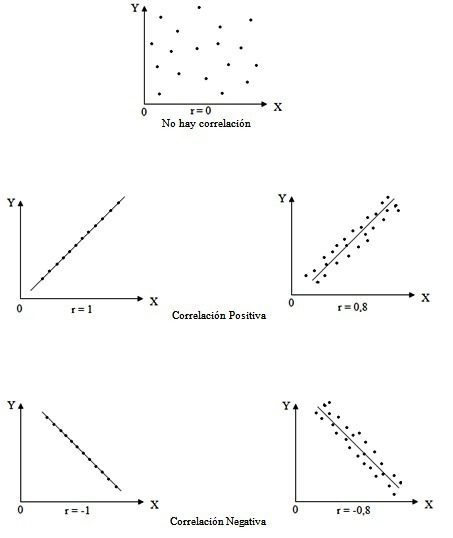 Y
0
r = 0
X
No hay correlación
Y
0
r = 1
X
Y
0
r = 0,8
X
Correlación Positiva
Y
0
r = -1
X
Y
0
r = -0,8
X
Correlación Negativa